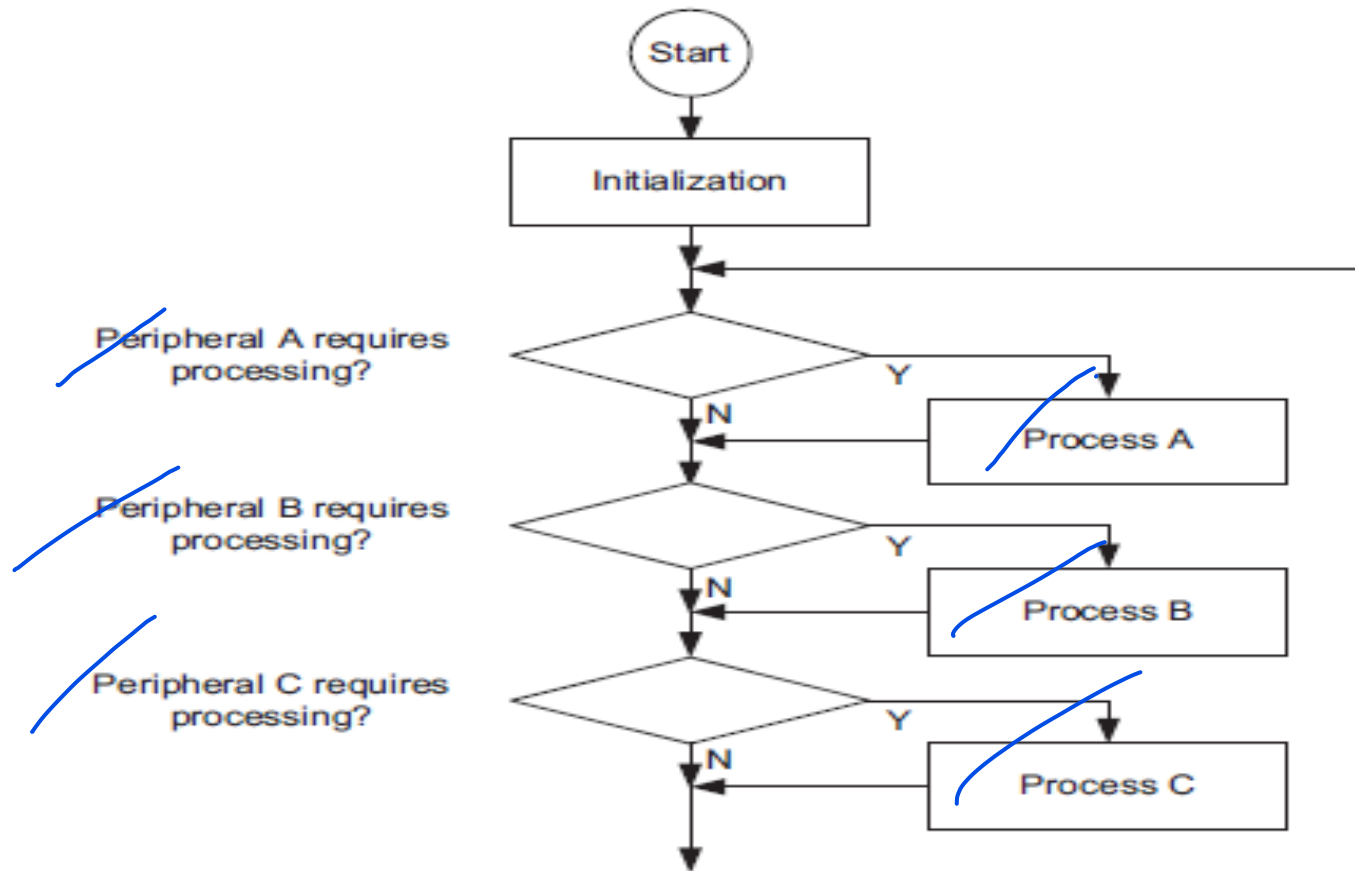 Start
Initialization
Peripheral A requires
processing?
Y
N
Process A
Peripheral B requires
processing?
Y
N
Process B
Peripheral C requires
processing?
Y
N
Process C